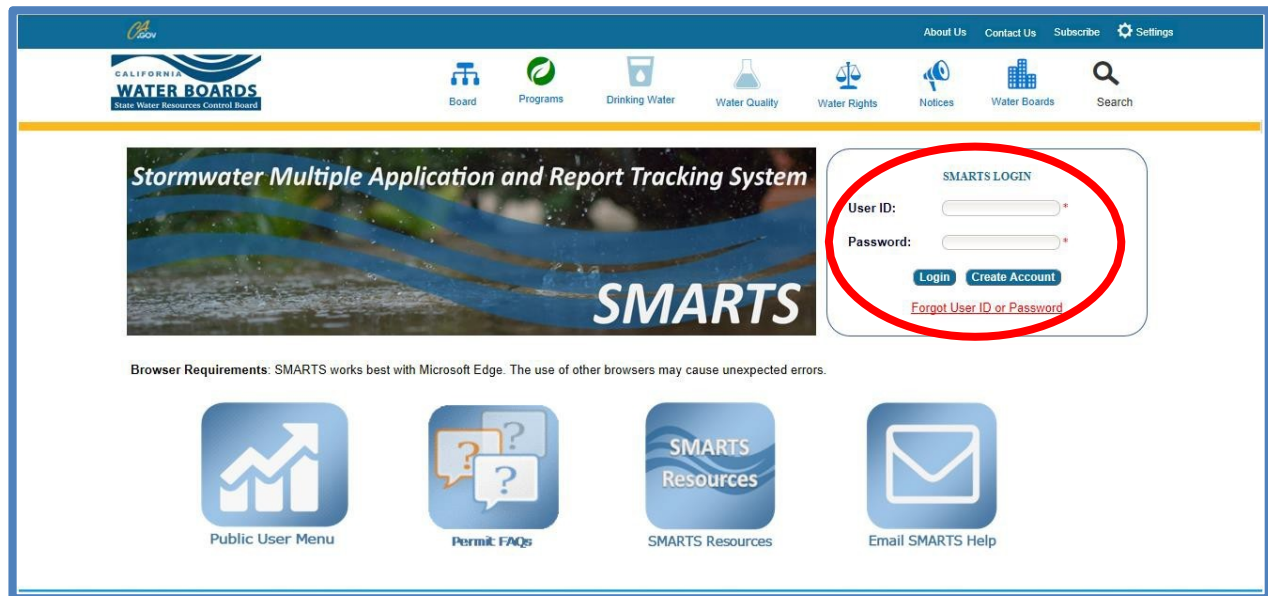 CA.gov
About Us Contact Us Subscribe Settings
CALIFORNIA
WATER BOARDS
State Water Resources Control Board
Board Programs Drinking Water Water Quality Water Rights Notices Water Boards Search
Stormwater Multiple Application and Report Tracking System
SMARTS
SMARTS LOGIN
User ID: *
Password: *
Login Create Account
Forgot User ID or Password
Browser Requirements: SMARTS works best with Microsoft Edge. The use of other browsers may cause unexpected errors.
? ? ?
SMARTS
Resources
Public User Menu Permit FAQs SMARTS Resources Email SMARTS Help